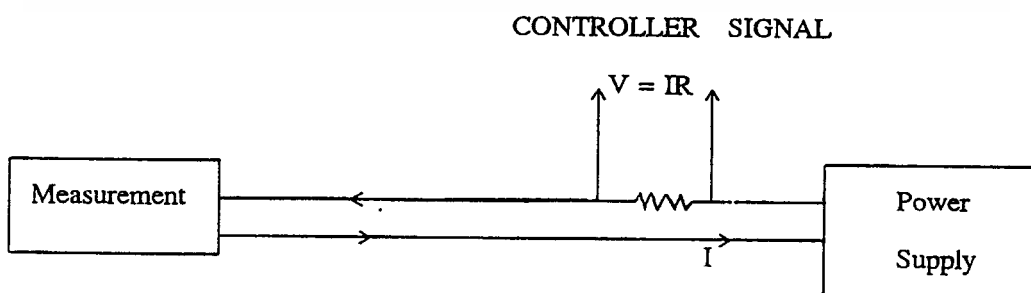 CONTROLLER SIGNAL
V = IR
Measurement
Power
I
Supply